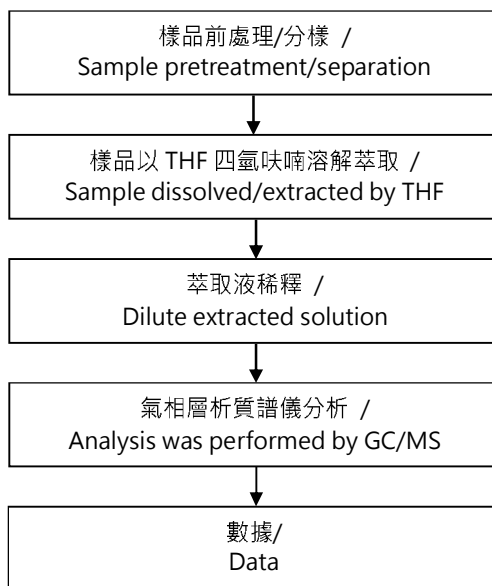 樣品前處理/分樣 /
Sample pretreatment/separation
樣品以 THF 四氫呋喃溶解萃取 /
Sample dissolved/extracted by THF
萃取液稀釋 /
Dilute extracted solution
氣相層析質譜儀分析 /
Analysis was performed by GC/MS
數據/
Data